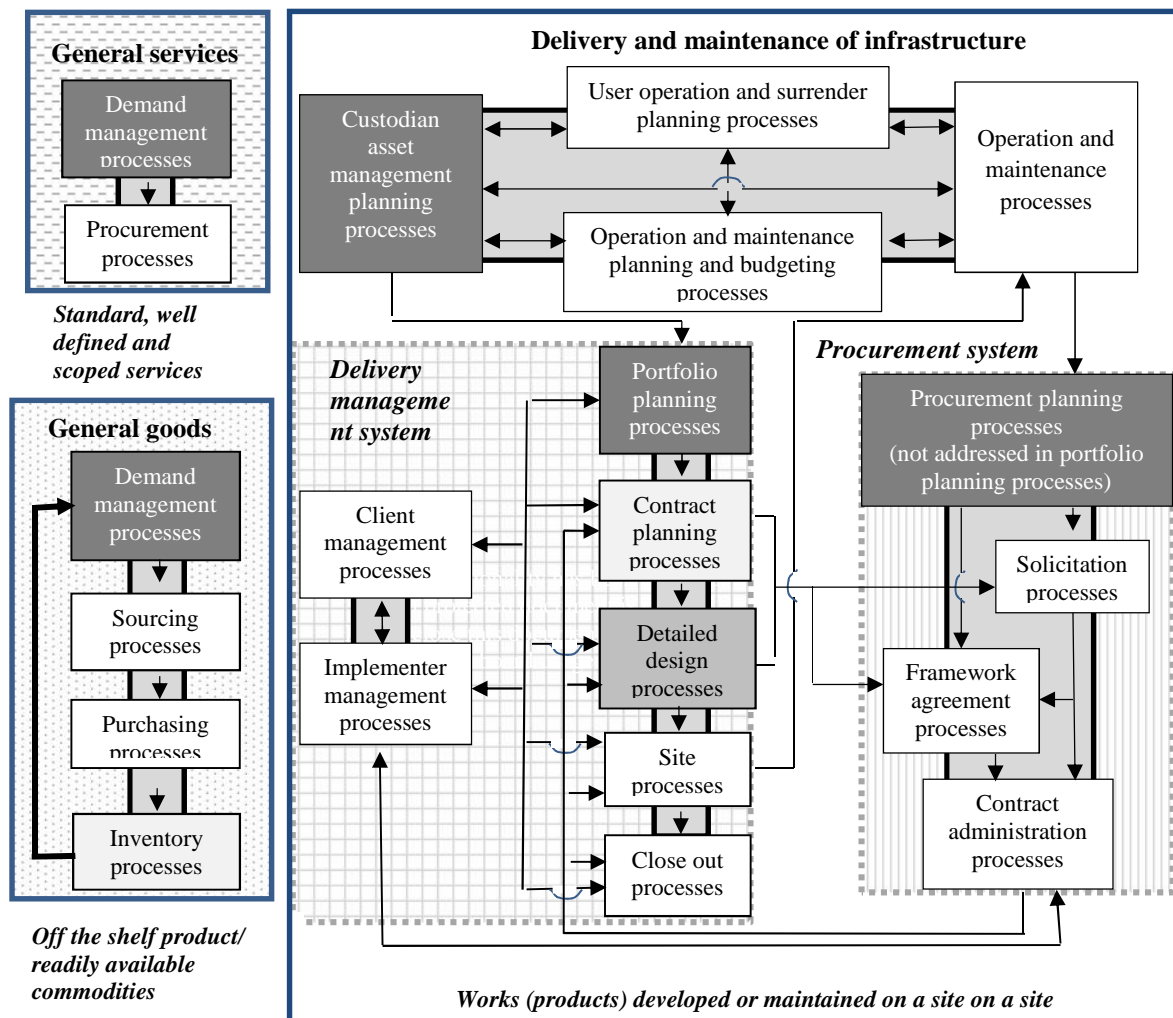 General services
Demand
management
processes
Procurement
processes
Standard, well
defined and
scoped services
General goods
Demand
management
processes
Sourcing
processes
Purchasing
processes
Inventory
processes
Off the shelf product/
readily available
commodities
Delivery and maintenance of infrastructure
Custodian
asset
management
planning
processes
User operation and surrender
planning processes
Operation and maintenance
planning and budgeting
processes
Operation and
maintenance
processes
Delivery
manageme
nt system
Portfolio
planning
processes
Contract
planning
processes
Detailed
design
processes
Site
processes
Close out
processes
Client
management
processes
Implementer
management
processes
Procurement system
Procurement planning
processes
(not addressed in portfolio
planning processes)
Solicitation
processes
Framework
agreement
processes
Contract
administration
processes
Works (products) developed or maintained on a site on a site